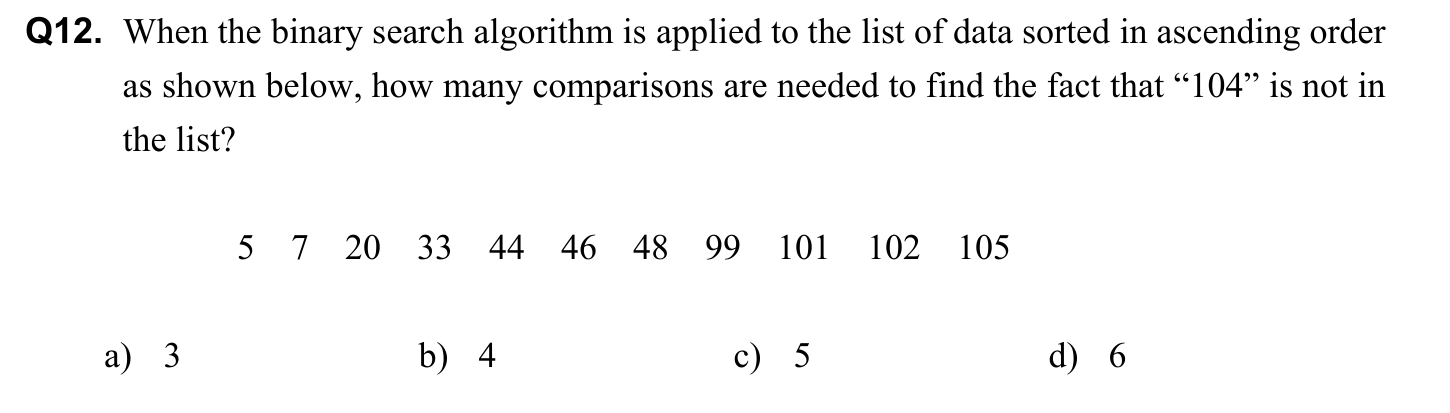 Q12. When the binary search algorithm is applied to the list of data sorted in ascending order
as shown below, how many comparisons are needed to find the fact that “104” is not in
the list?
5 7 20 33 44 46 48 99 101 102 105
a) 3 b) 4 c) 5 d) 6